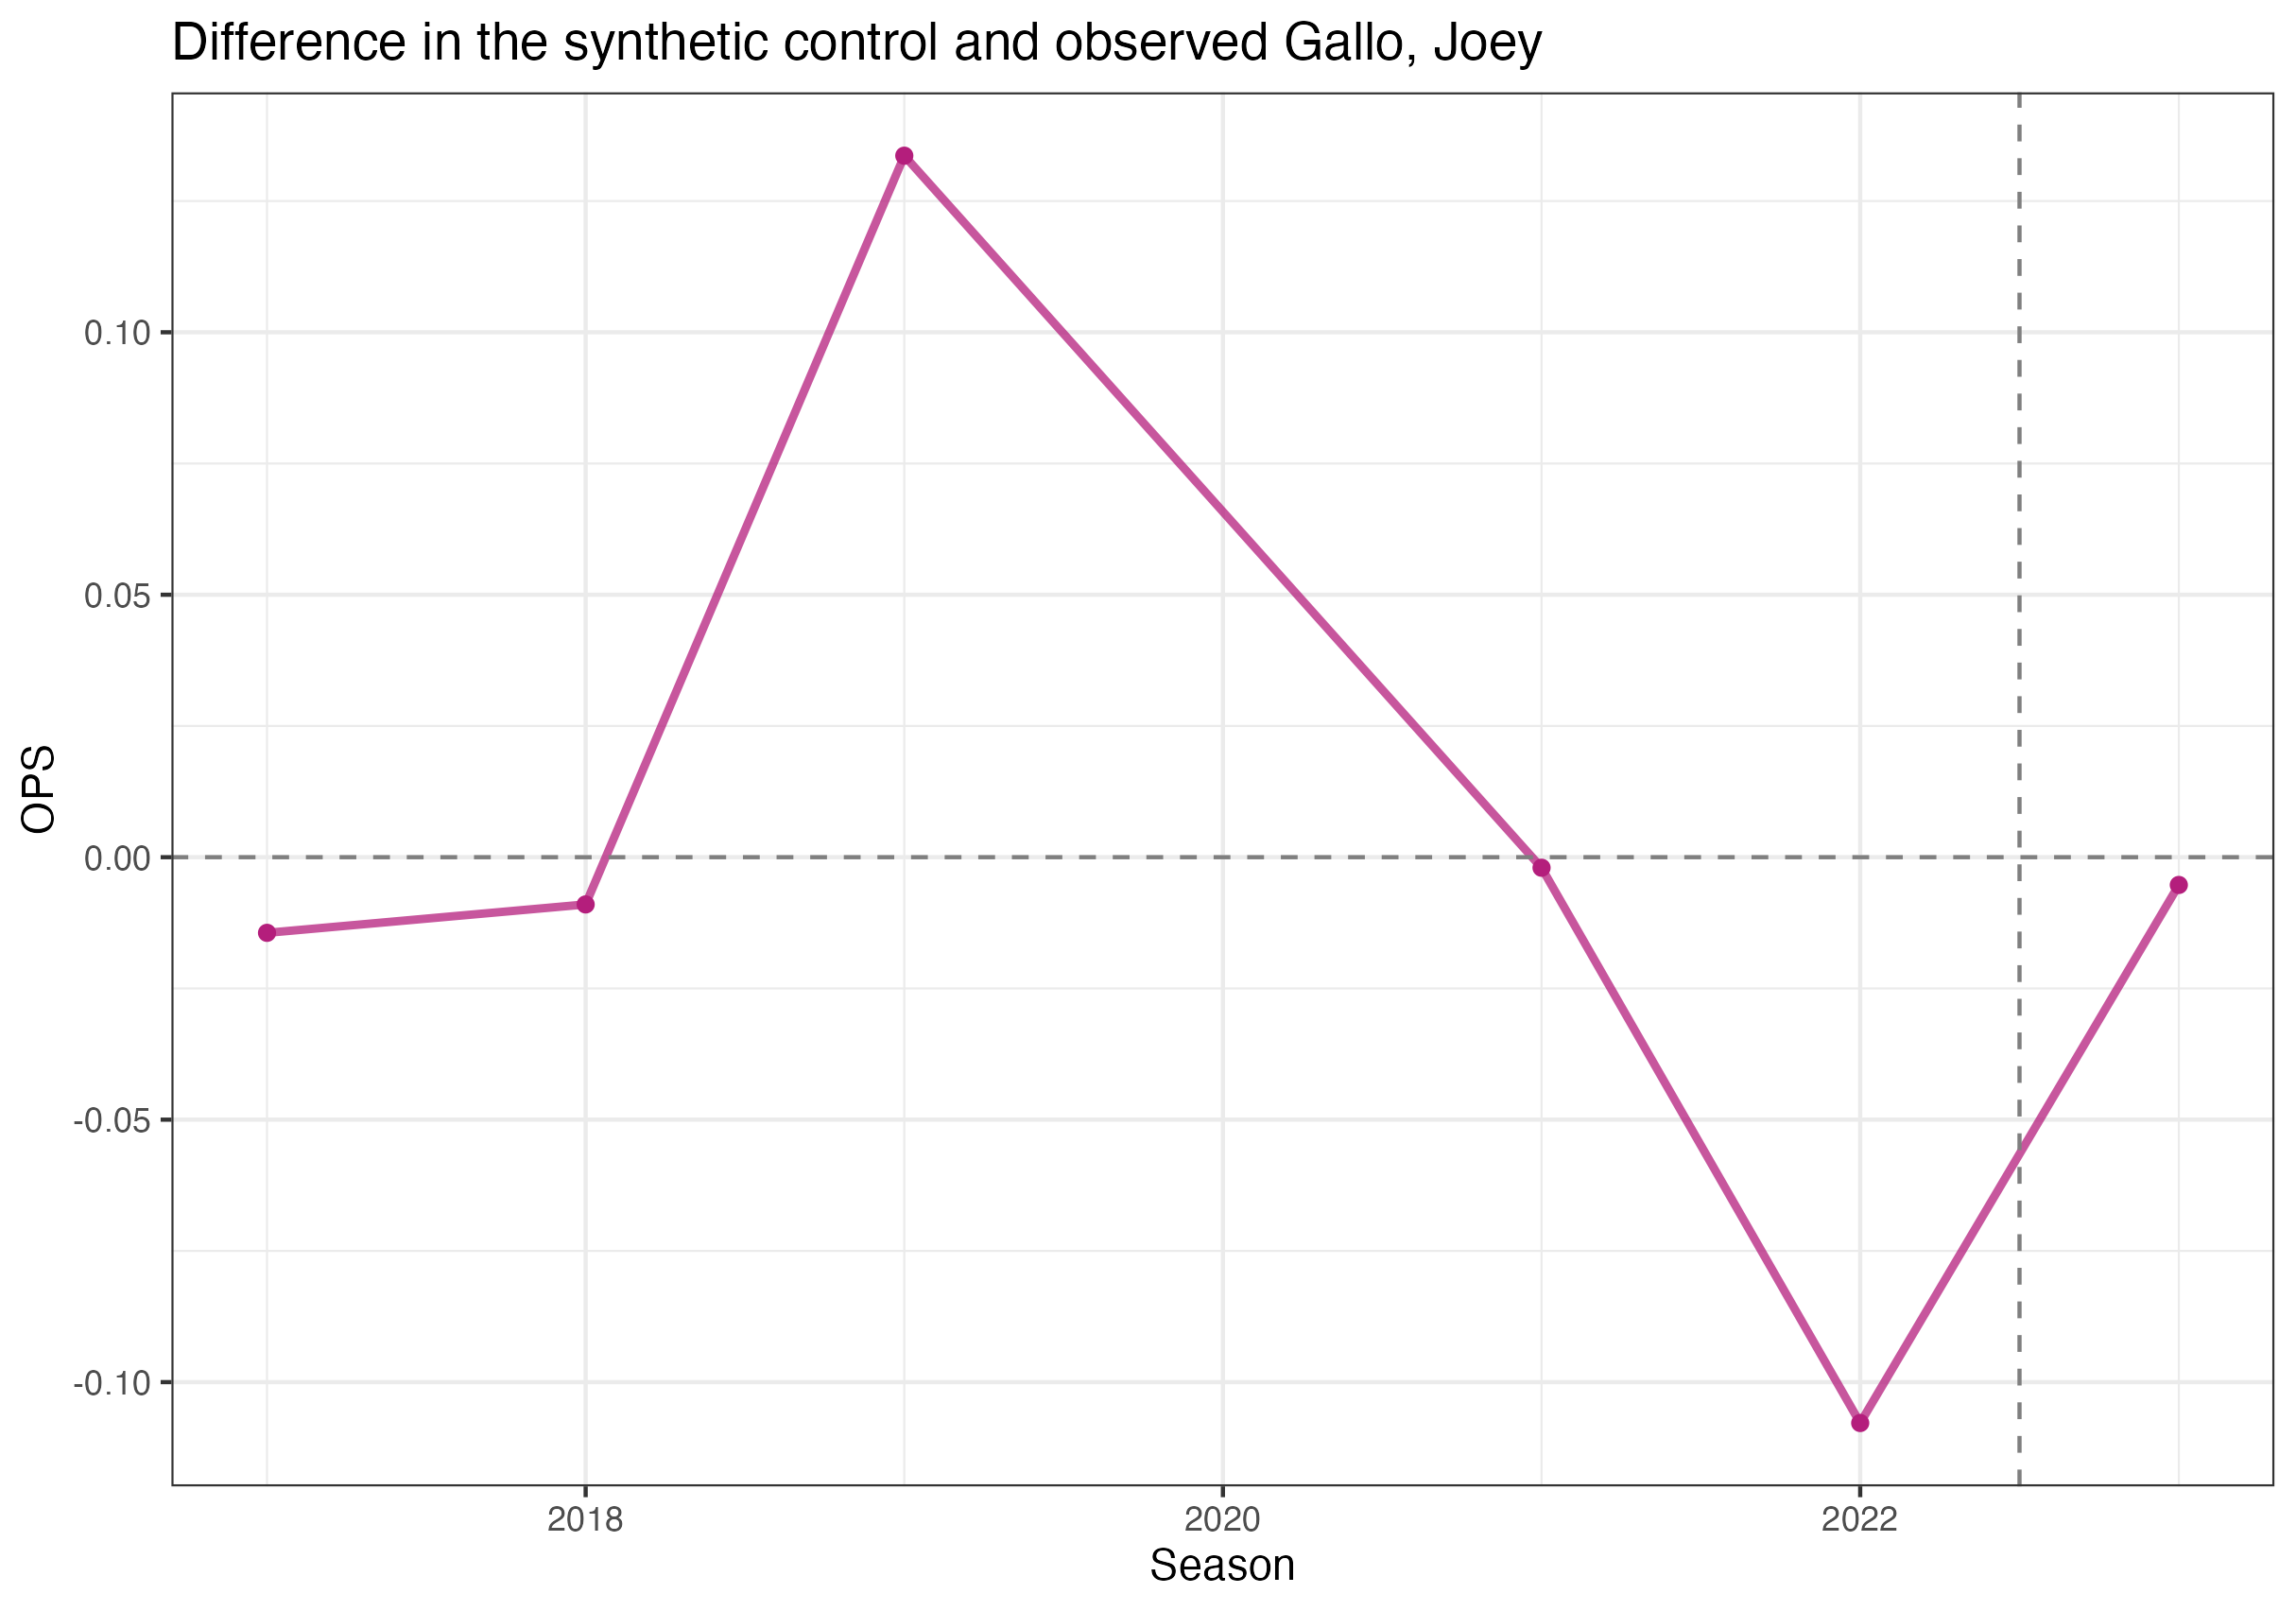 Difference in the synthetic control and observed Gallo, Joey
OPS
0.10
0.05
0.00
-0.05
-0.10
2018
2020
2022
Season